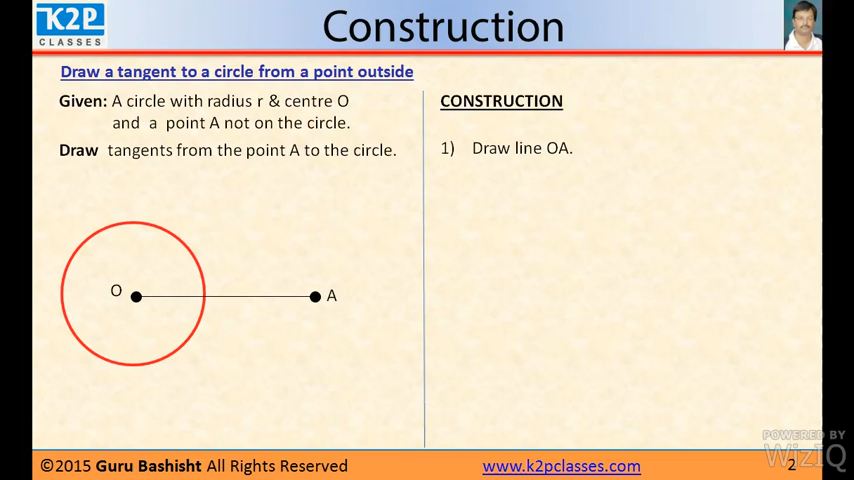 K2P
CLASSES
Construction
Draw a tangent to a circle from a point outside
Given: A circle with radius r & centre O
and a point A not on the circle.
Draw tangents from the point A to the circle.
O
A
CONSTRUCTION
1) Draw line OA.
POWERED BY
WizIQ
©2015 Guru Bashisht All Rights Reserved
www.k2pclasses.com
2